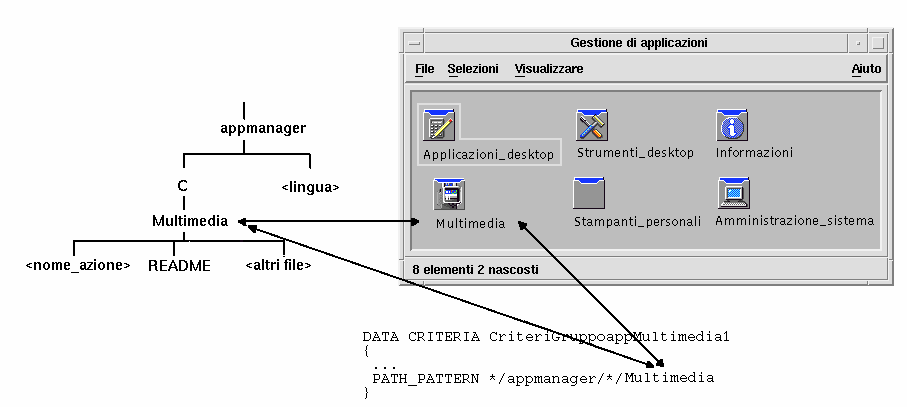 Gestione di applicazioni
File Selezioni Visualizzare Aiuto
appmanager
C <lingua>
Multimedia
<nome_azione> README <altri file>
Applicazioni_desktop Strumenti_desktop Informazioni
Multimedia Stampanti_personali Amministrazione_sistema
8 elementi 2 nascosti
DATA CRITERIA CriteriGruppoappMultimedia1
{
...
PATH_PATTERN */appmanager/*/Multimedia
}